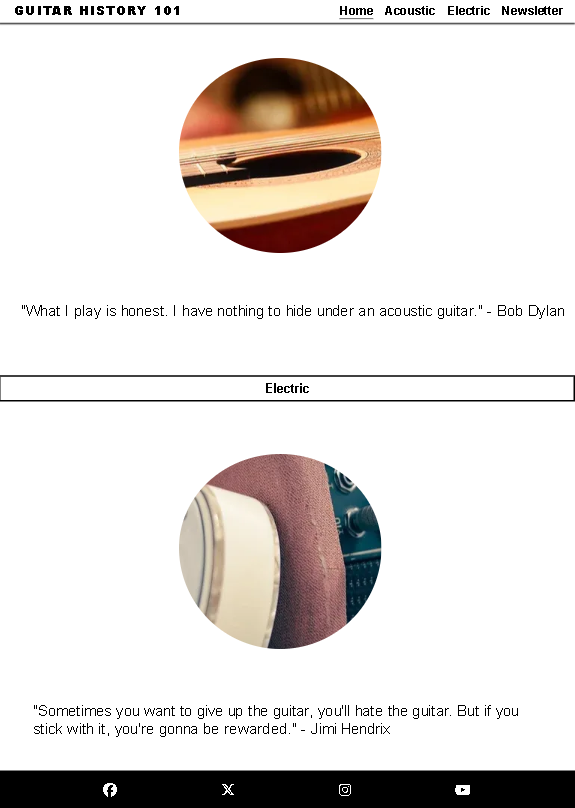 GUITAR HISTORY 101
Home Acoustic Electric Newsletter
"What I play is honest. I have nothing to hide under an acoustic guitar." - Bob Dylan
Electric
"Sometimes you want to give up the guitar, you'll hate the guitar. But if you
stick with it, you're gonna be rewarded." - Jimi Hendrix